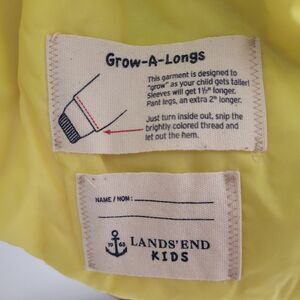 Grow-A-Longs
This garment is designed to
"grow" as your child gets taller!
Sleeves will get 1½" longer.
Pant legs, an extra 2" longer.
Just turn inside out, snip the
brightly colored thread and
let out the hem.
NAME / NOM:
19 63
LANDS' END
KIDS